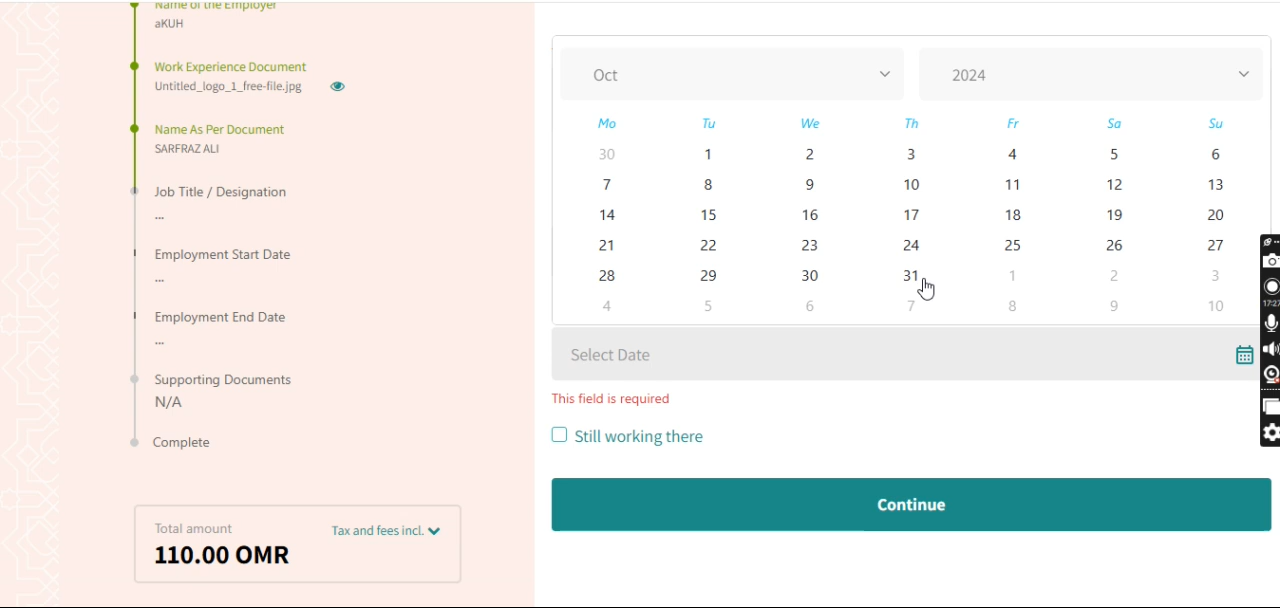 Name of the Employer
aKUH
Work Experience Document
Untitled_logo_1_free-file.jpg
Name As Per Document
SARFRAZ ALI
Job Title / Designation
...
Employment Start Date
...
Employment End Date
...
Supporting Documents
N/A
Complete
Total amount
Tax and fees incl.
110.00 OMR
Oct 2024
Mo Tu We Th Fr Sa Su
30 1 2 3 4 5 6
7 8 9 10 11 12 13
14 15 16 17 18 19 20
21 22 23 24 25 26 27
28 29 30 31 1 2 3
4 5 6 7 8 9 10
Select Date
This field is required
Still working there
Continue
17:27